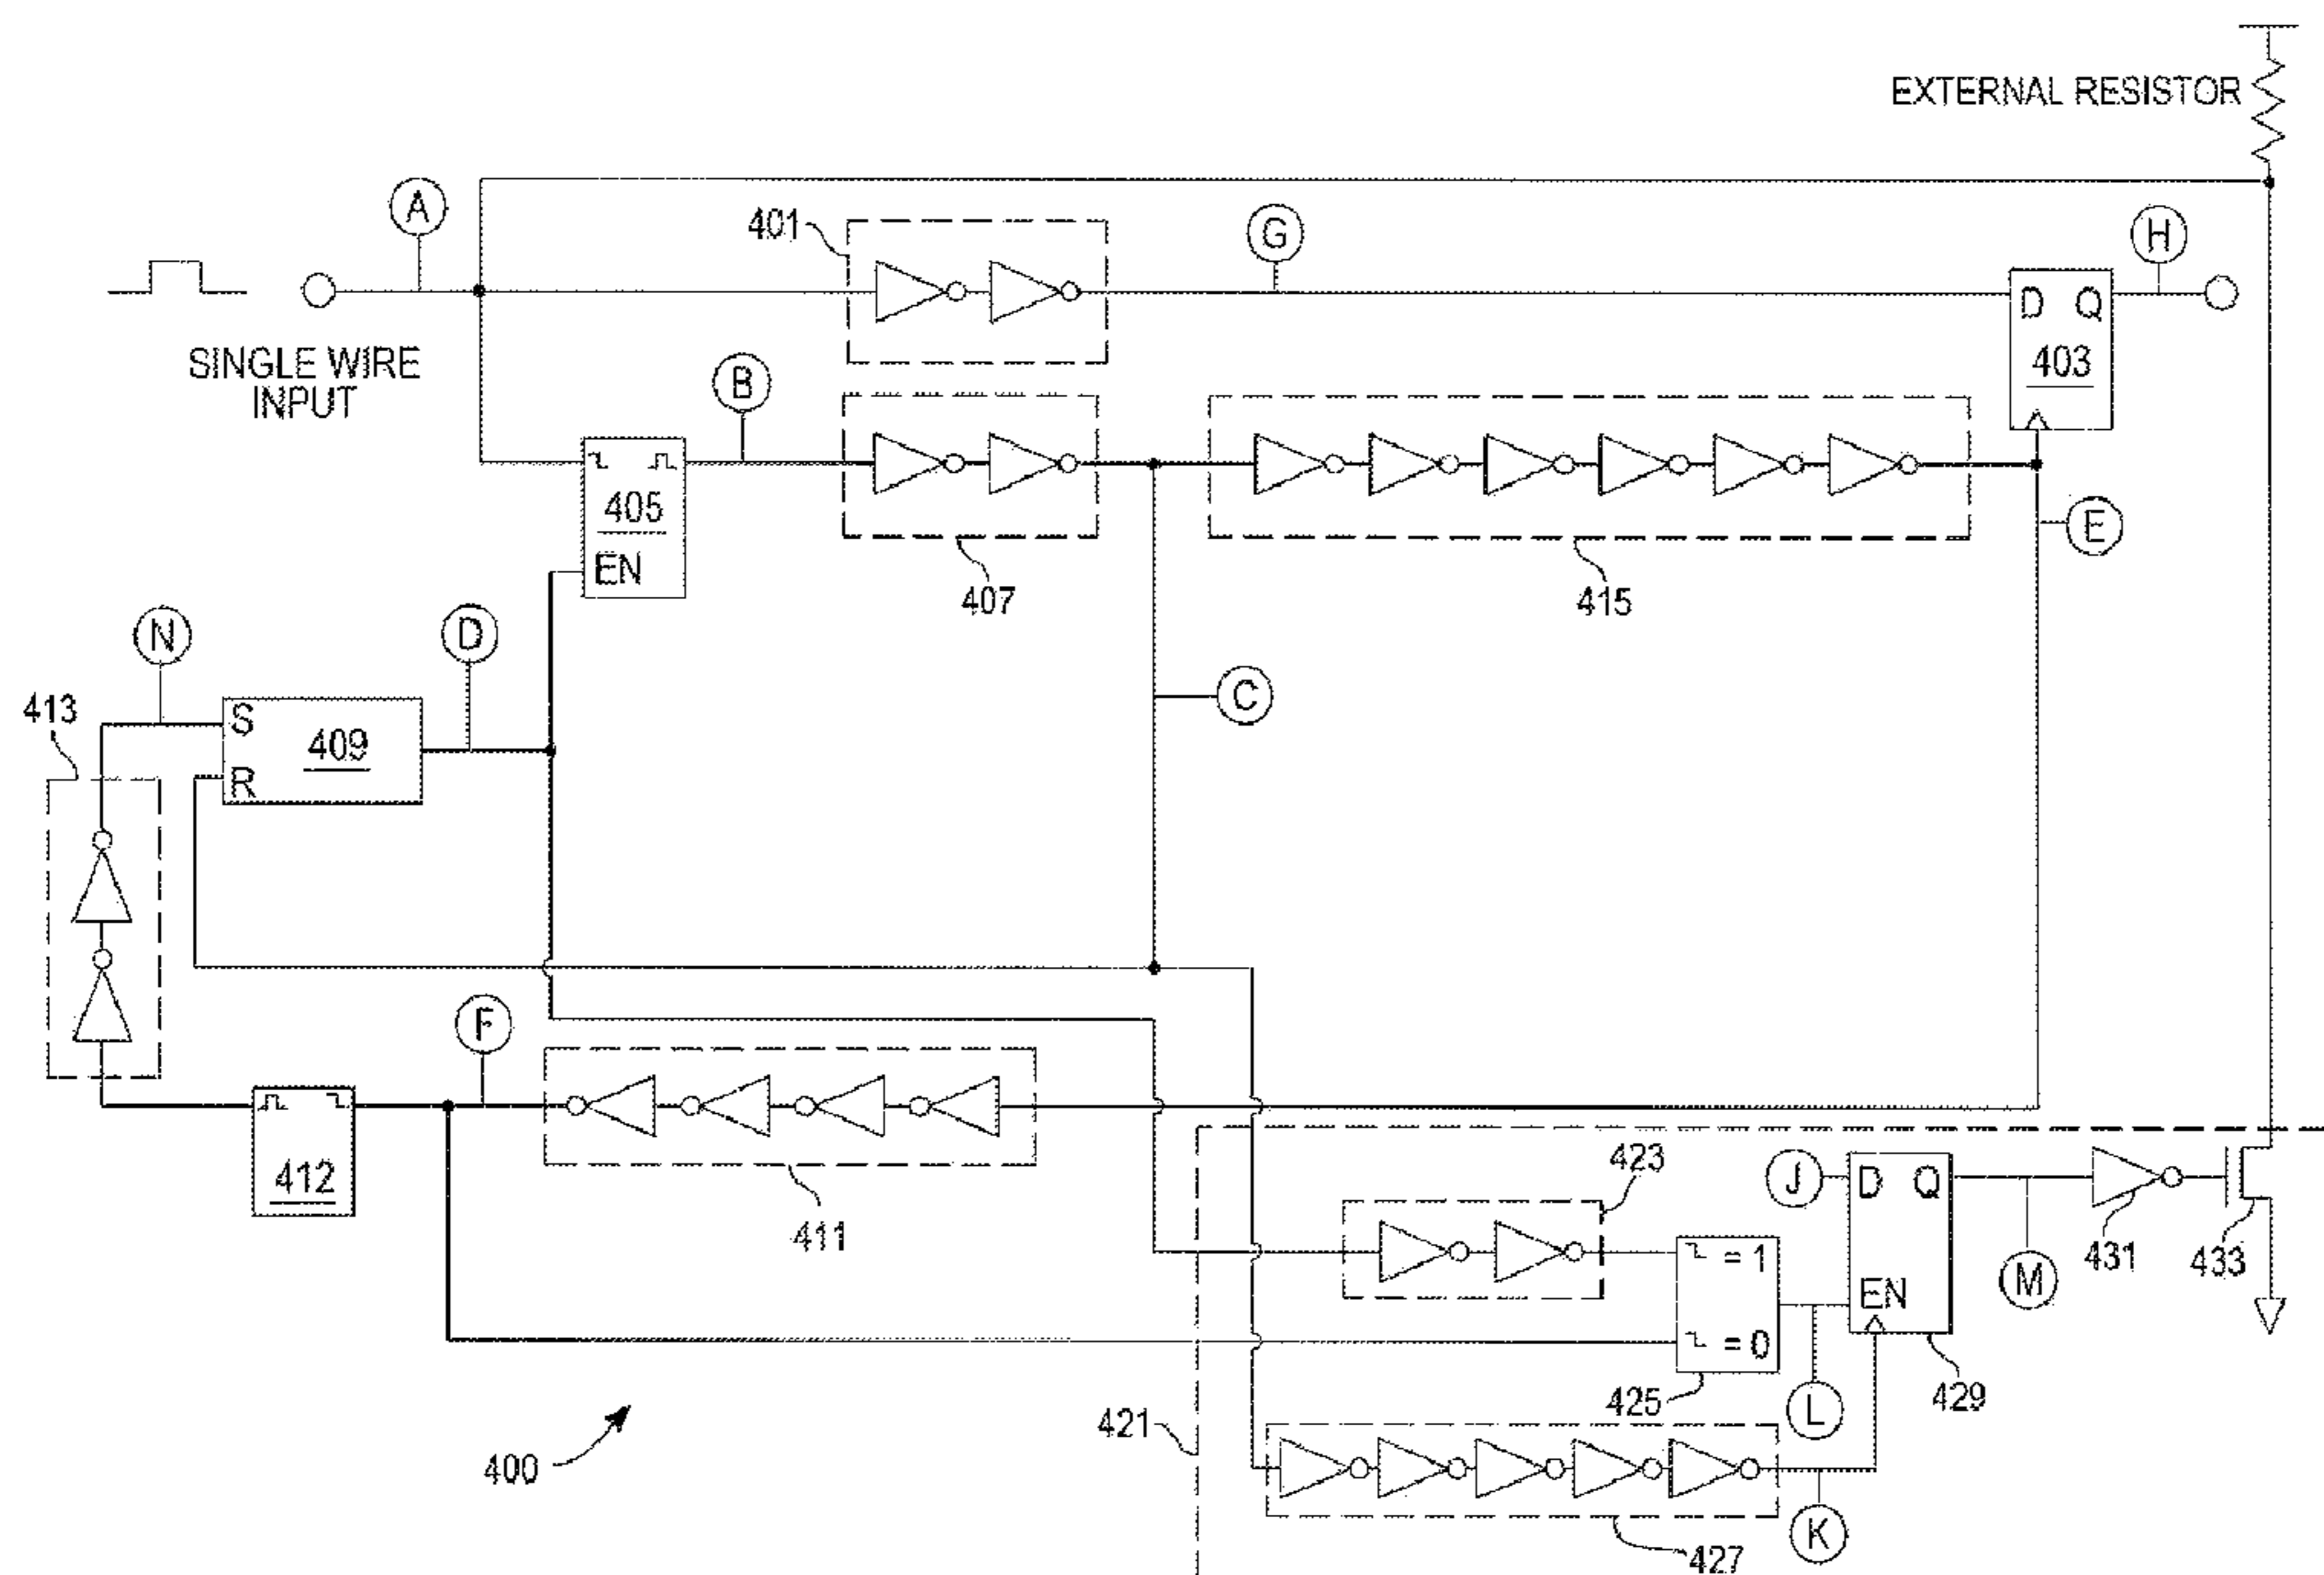 EXTERNAL RESISTOR
A
401
G
H
SINGLE WIRE
INPUT
D Q
403
B
405
EN
407
415
E
N
D
C
413
S
409
R
F
412
411
423
J
D Q
= 1
EN
M
431
433
= 0
425
L
429
421
400
K
427